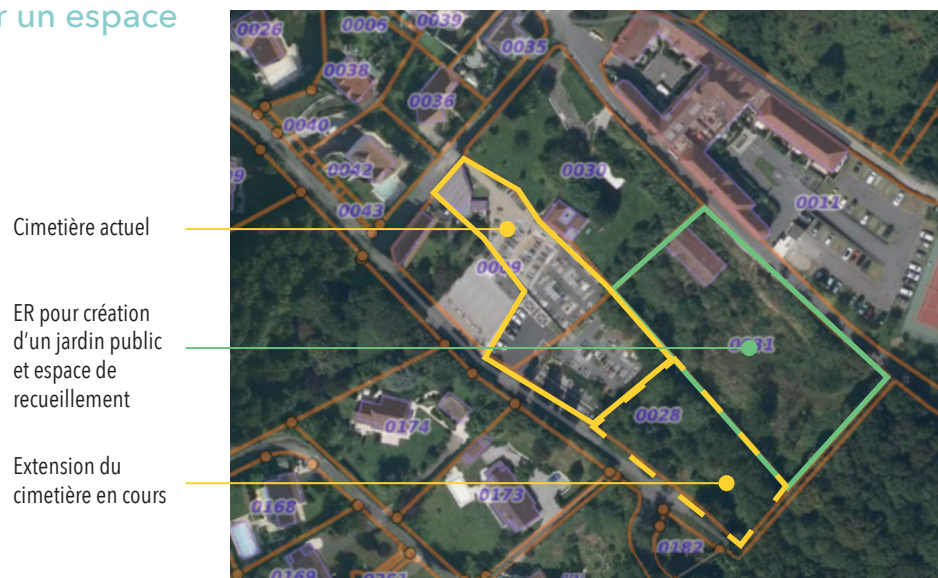 r un espace
0026
0006
0039
0035
0038
0036
0040
0042
0030
0043
0011
Cimetière actuel
0009
ER pour création
d'un jardin public
et espace de
recueillement
0031
0028
0174
Extension du
cimetière en cours
0173
0168
0182
0169